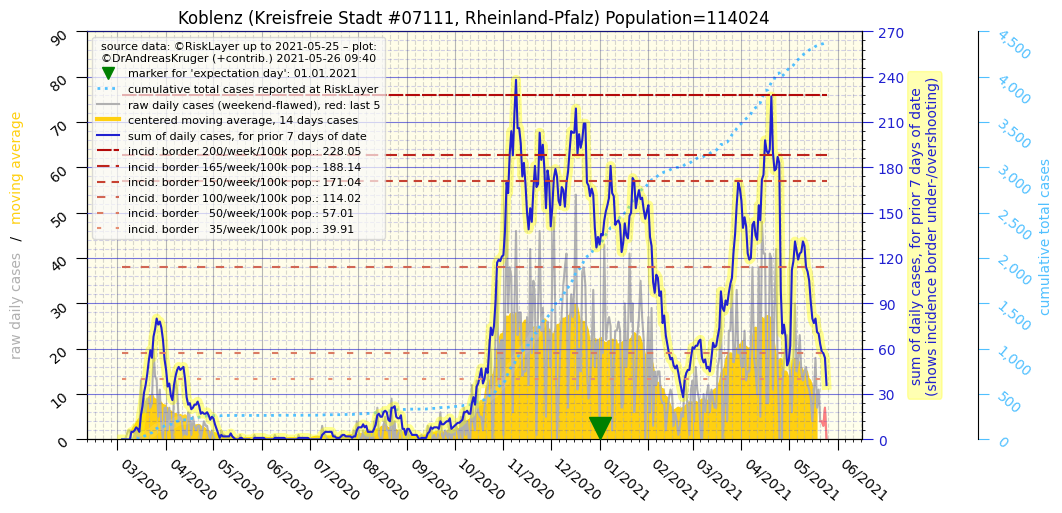 Koblenz (Kreisfreie Stadt #07111, Rheinland-Pfalz) Population=114024
source data: ©RiskLayer up to 2021-05-25 – plot:
©DrAndreasKruger (+contrib.) 2021-05-26 09:40
marker for 'expectation day': 01.01.2021
cumulative total cases reported at RiskLayer
raw daily cases (weekend-flawed), red: last 5
centered moving average, 14 days cases
sum of daily cases, for prior 7 days of date
incid. border 200/week/100k pop.: 228.05
incid. border 165/week/100k pop.: 188.14
incid. border 150/week/100k pop.: 171.04
incid. border 100/week/100k pop.: 114.02
incid. border 50/week/100k pop.: 57.01
incid. border 35/week/100k pop.: 39.91
raw daily cases / moving average
90
80
70
60
50
40
30
20
10
0
03/2020
04/2020
05/2020
06/2020
07/2020
08/2020
09/2020
10/2020
11/2020
12/2020
01/2021
02/2021
03/2021
04/2021
05/2021
06/2021
270
240
210
180
150
120
90
60
30
0
sum of daily cases, for prior 7 days of date
(shows incidence border under-/overshooting)
4,500
4,000
3,500
3,000
2,500
2,000
1,500
1,000
500
0
cumulative total cases